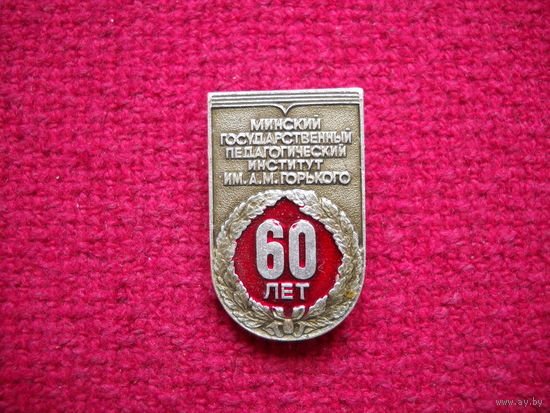 МИНСКИЙ
ГОСУДАРСТВЕННЫЙ
ПЕДАГОГИЧЕСКИЙ
ИНСТИТУТ
ИМ. А.М. ГОРЬКОГО
60
ЛЕТ
www.ay.by